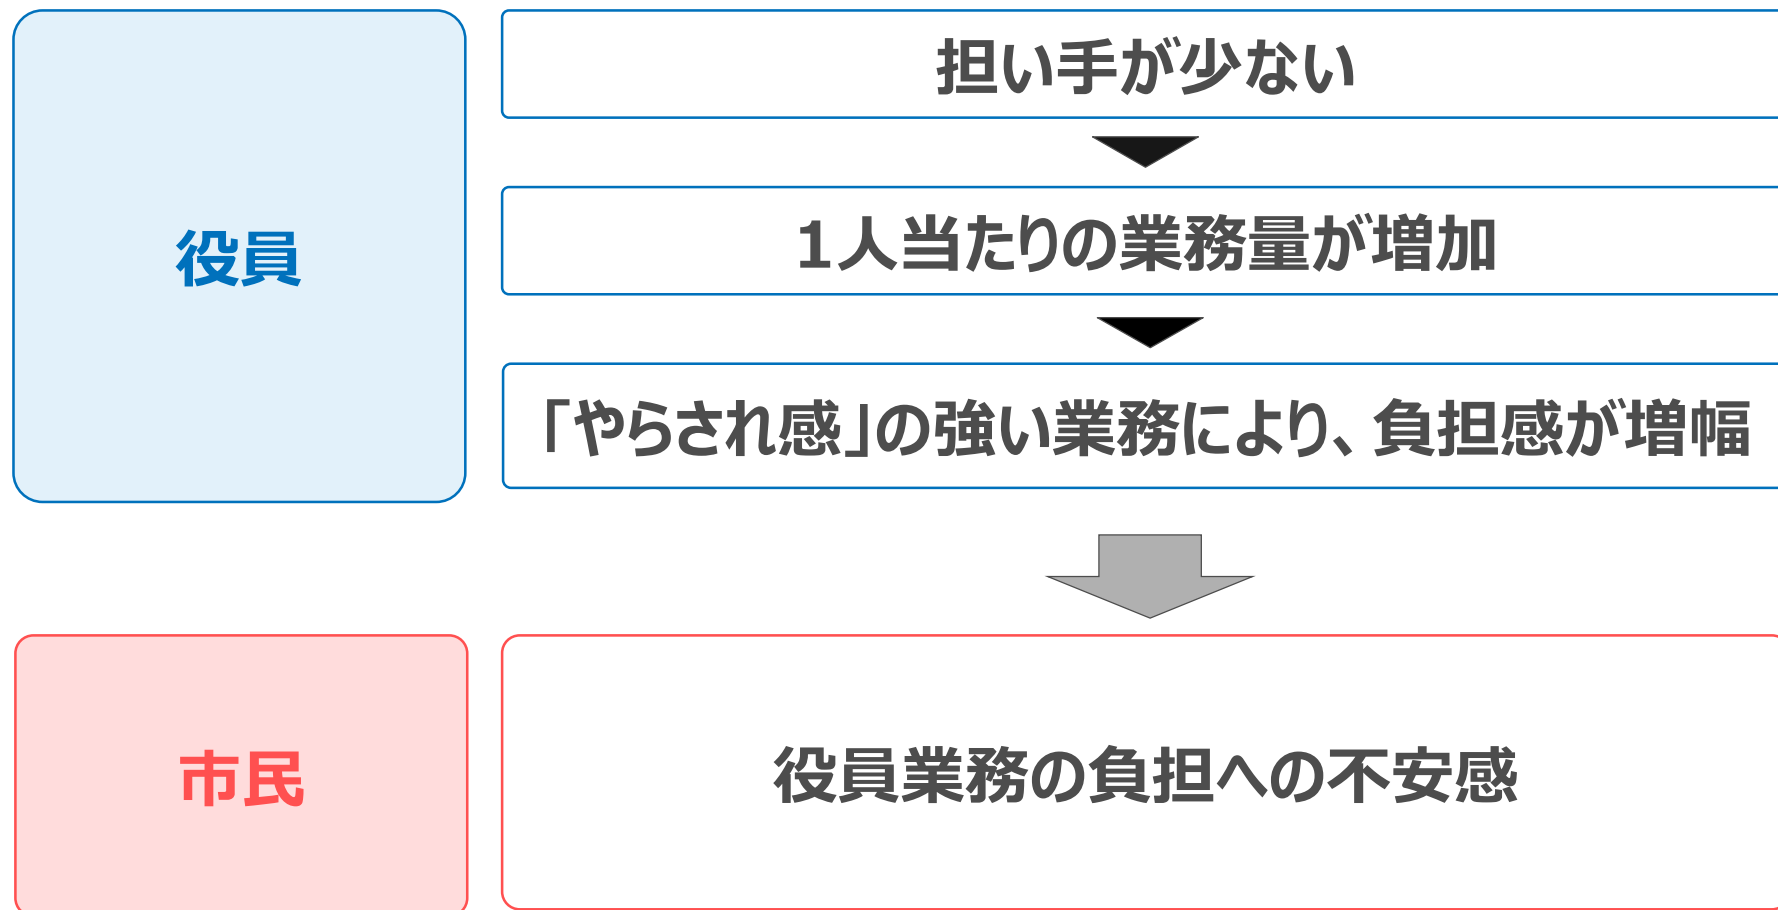 役員
担い手が少ない
1人当たりの業務量が増加
「やらされ感」の強い業務により、負担感が増幅
市民
役員業務の負担への不安感